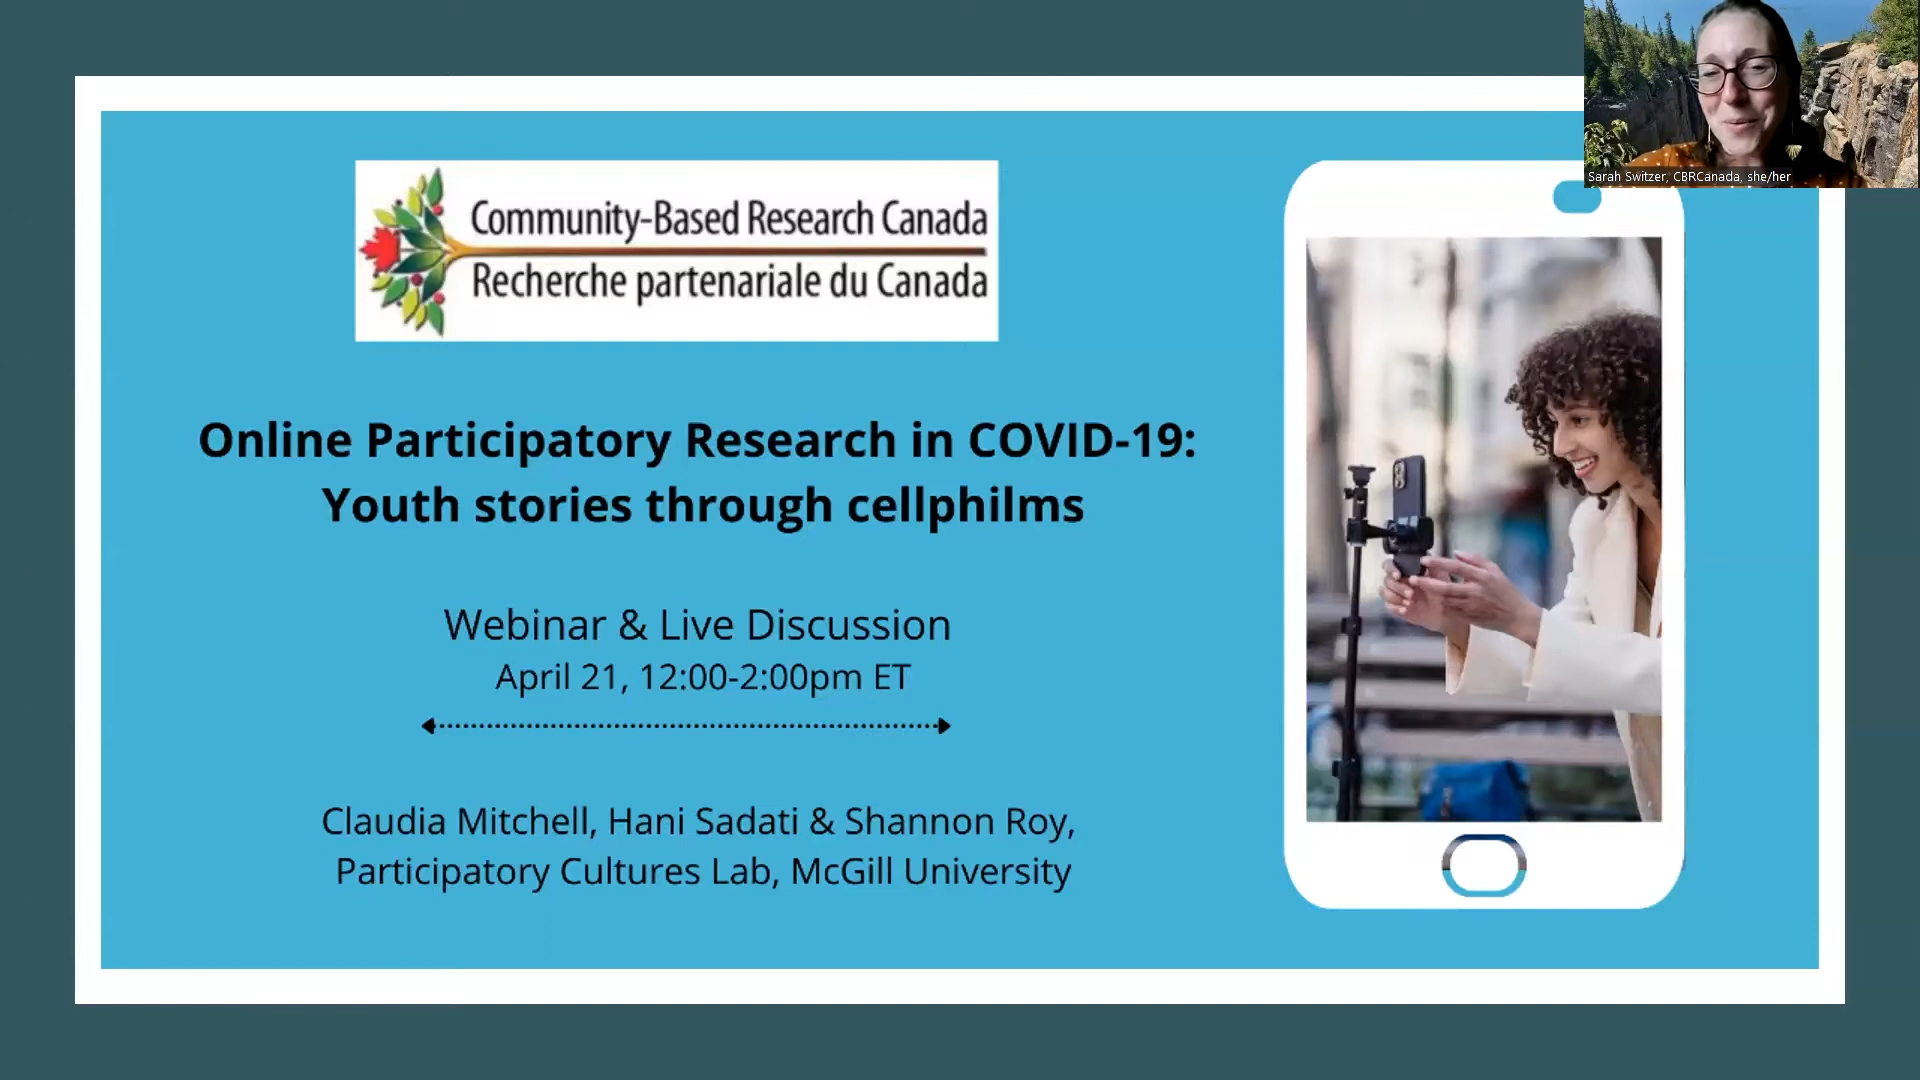 Sarah Switzer, CBRCanada, she/her
Community-Based Research Canada
Recherche partenariale du Canada
Online Participatory Research in COVID-19:
Youth stories through cellphilms
Webinar & Live Discussion
April 21, 12:00-2:00pm ET
Claudia Mitchell, Hani Sadati & Shannon Roy,
Participatory Cultures Lab, McGill University